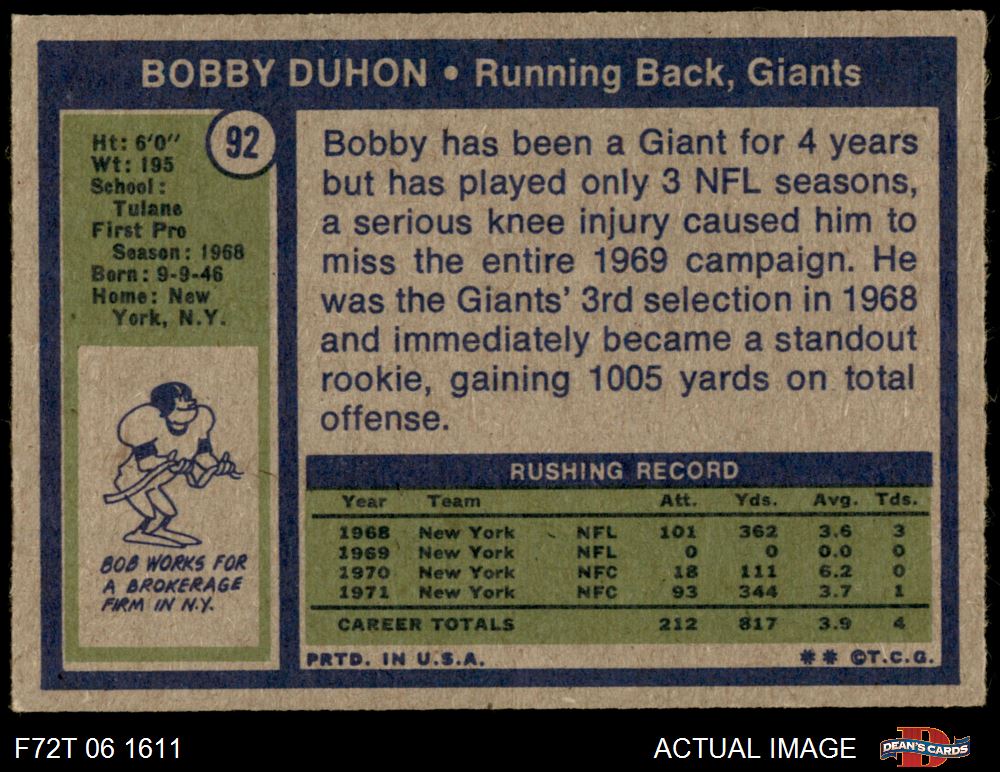 BOBBY DUHON • Running Back, Giants
92
Ht: 6'0"
Wt: 195
School:
Tulane
First Pro
Season: 1968
Born: 9-9-46
Home: New
York, N.Y.
BOB WORKS FOR
A BROKERAGE
FIRM IN N.Y.
Bobby has been a Giant for 4 years
but has played only 3 NFL seasons,
a serious knee injury caused him to
miss the entire 1969 campaign. He
was the Giants' 3rd selection in 1968
and immediately became a standout
rookie, gaining 1005 yards on total
offense.
RUSHING RECORD
Year Team Att. Yds. Avg. Tds.
1968 New York NFL 101 362 3.6 3
1969 New York NFL 0 0 0.0 0
1970 New York NFC 18 111 6.2 0
1971 New York NFC 93 344 3.7 1
CAREER TOTALS 212 817 3.9 4
PRTD. IN U.S.A. ** ©T.C.G.
F72T 06 1611 ACTUAL IMAGE DEAN'S CARDS